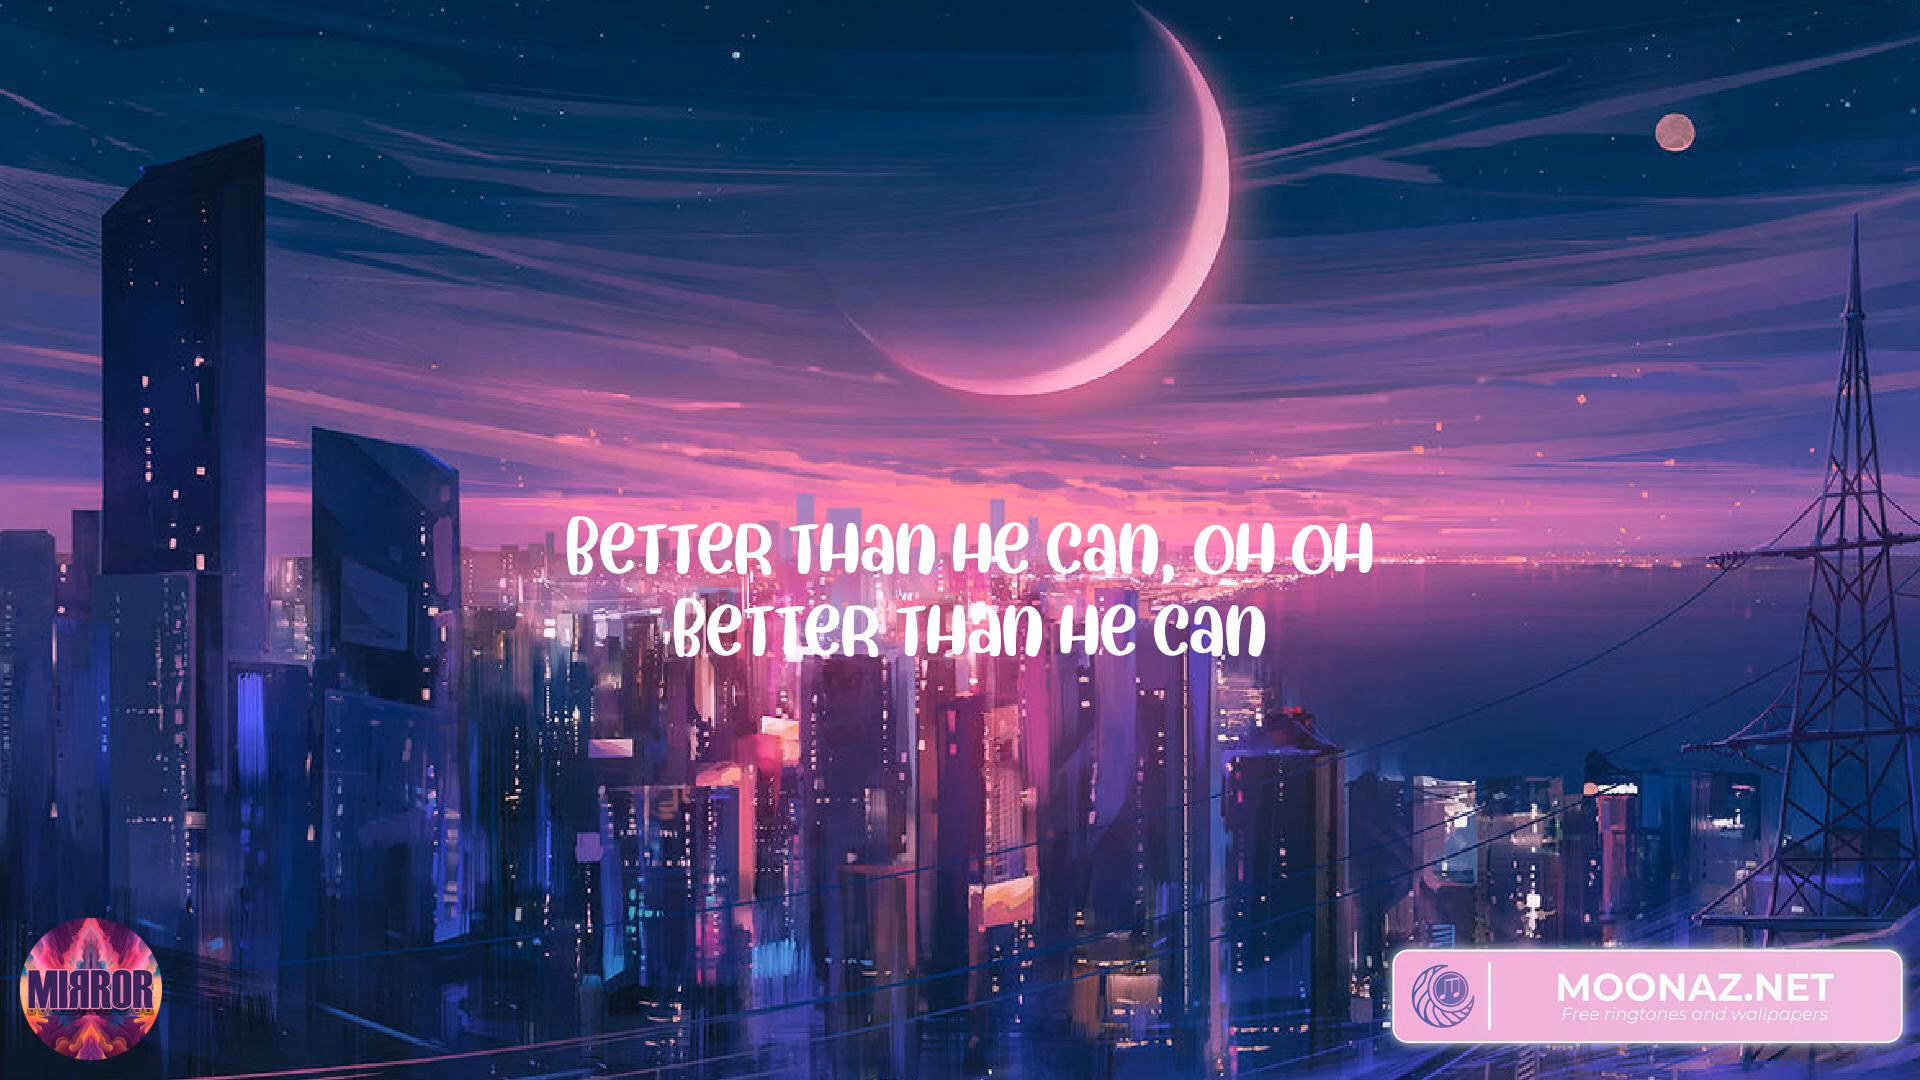 Better than he can, oh oh
Better than he can
MIRROR
MOONAZ.NET
Free ringtones and wallpapers